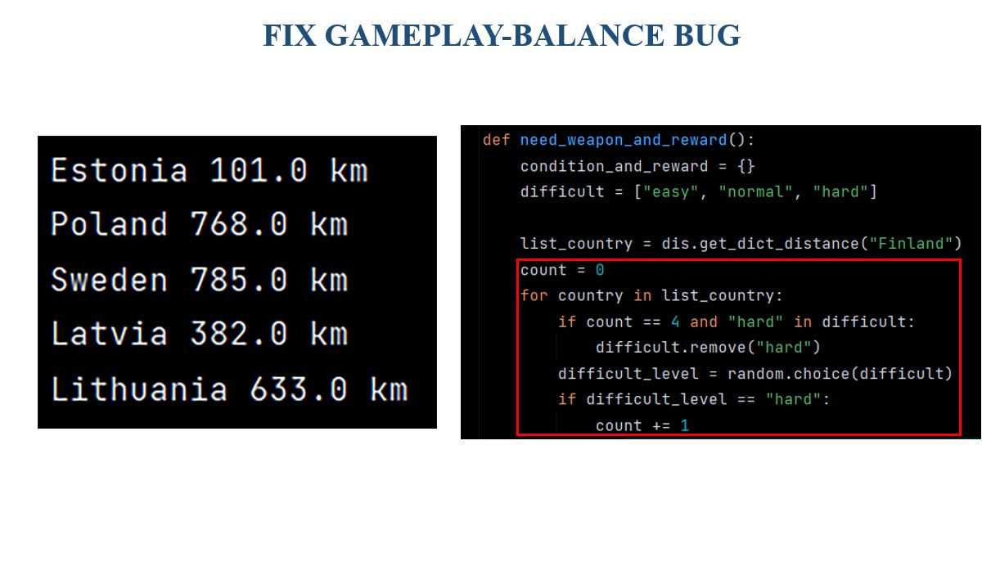 FIX GAMEPLAY-BALANCE BUG
Estonia 101.0 km
Poland 768.0 km
Sweden 785.0 km
Latvia 382.0 km
Lithuania 633.0 km
def need_weapon_and_reward():
    condition_and_reward = {}
    difficult = ["easy", "normal", "hard"]
    list_country = dis.get_dict_distance("Finland")
    count = 0
    for country in list_country:
        if count == 4 and "hard" in difficult:
            difficult.remove("hard")
        difficult_level = random.choice(difficult)
        if difficult_level == "hard":
            count += 1